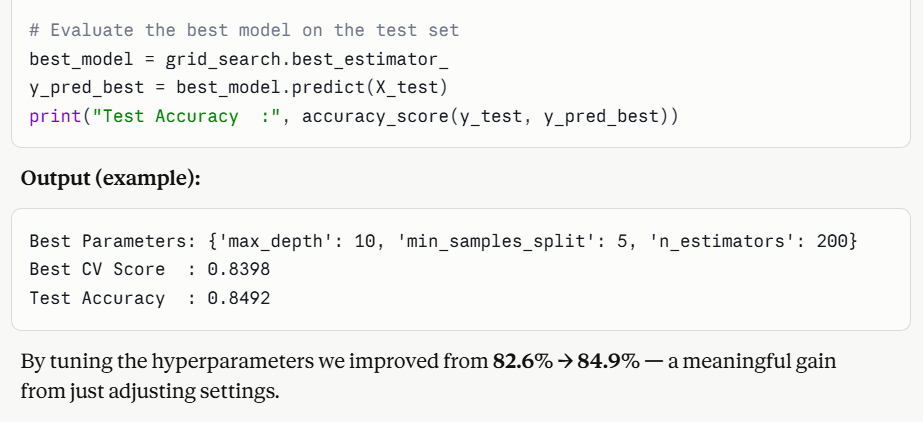 # Evaluate the best model on the test set
best_model = grid_search.best_estimator_
y_pred_best = best_model.predict(X_test)
print("Test Accuracy  :", accuracy_score(y_test, y_pred_best))
Output (example):
Best Parameters: {'max_depth': 10, 'min_samples_split': 5, 'n_estimators': 200}
Best CV Score  : 0.8398
Test Accuracy  : 0.8492
By tuning the hyperparameters we improved from 82.6% → 84.9% — a meaningful gain
from just adjusting settings.